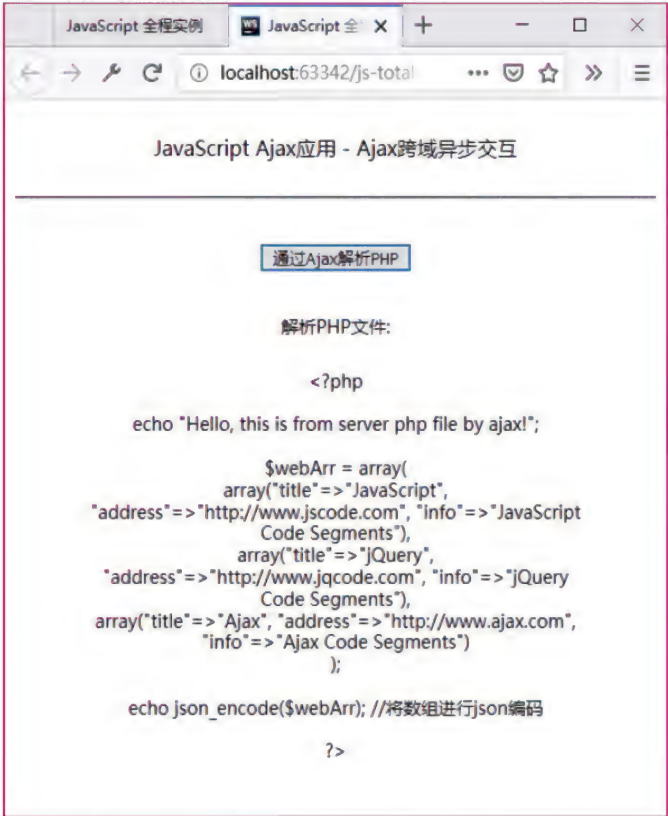 JavaScript 全程实例
JavaScript 全
localhost:63342/js-total
JavaScript Ajax应用 - Ajax跨域异步交互
通过Ajax解析PHP
解析PHP文件:
<?php
echo "Hello, this is from server php file by ajax!";
$webArr = array(
array("title"=>"JavaScript",
"address"=>"http://www.jscode.com", "info"=>"JavaScript
Code Segments"),
array("title"=>"jQuery",
"address"=>"http://www.jqcode.com", "info"=>"jQuery
Code Segments"),
array("title"=>"Ajax", "address"=>"http://www.ajax.com",
"info"=>"Ajax Code Segments")
);
echo json_encode($webArr); //将数组进行json编码
?>